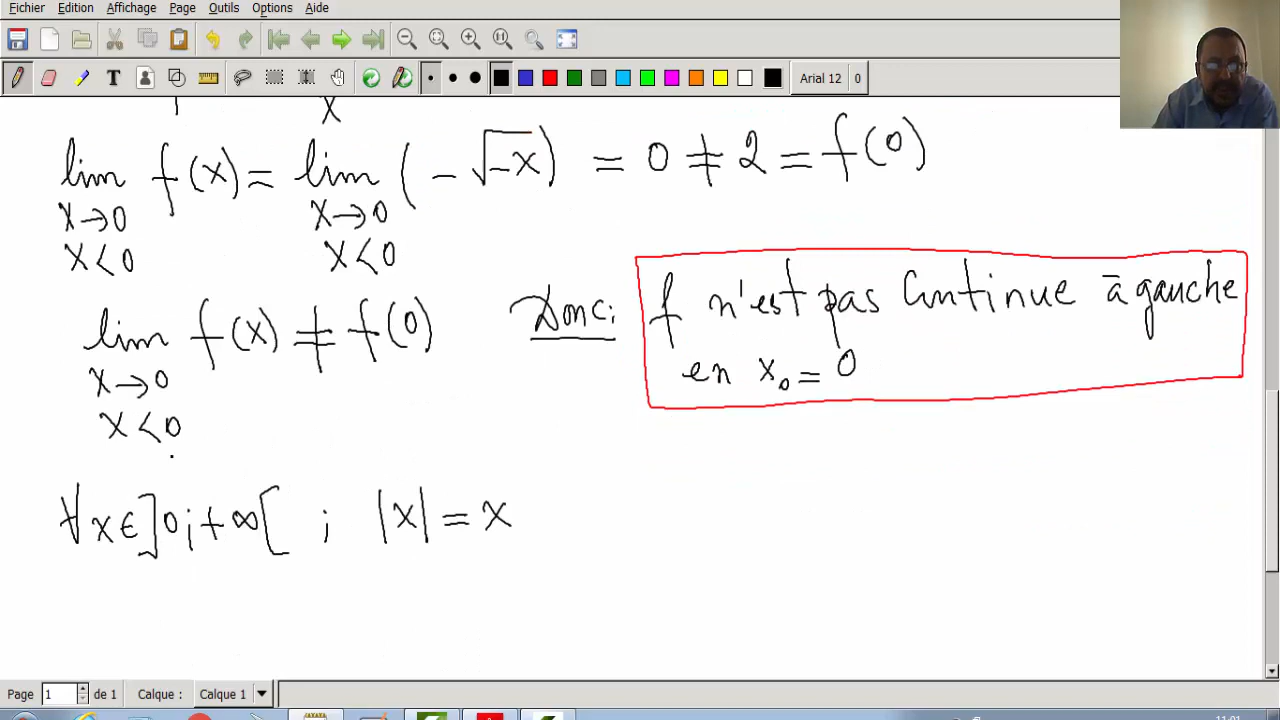 Fichier Edition Affichage Page Outils Options Aide
T
Arial 12 0
lim f(x) = lim (-√-x) = 0 ≠ 2 = f(0)
x→0 x→0
x<0 x<0
f n'est pas Continue à gauche
lim f(x) ≠ f(0) Donc:
x→0 en x₀ = 0
x<0
∀x∈]0;+∞[ ; |x| = x
Page 1 de 1 Calque : Calque 1
11:01